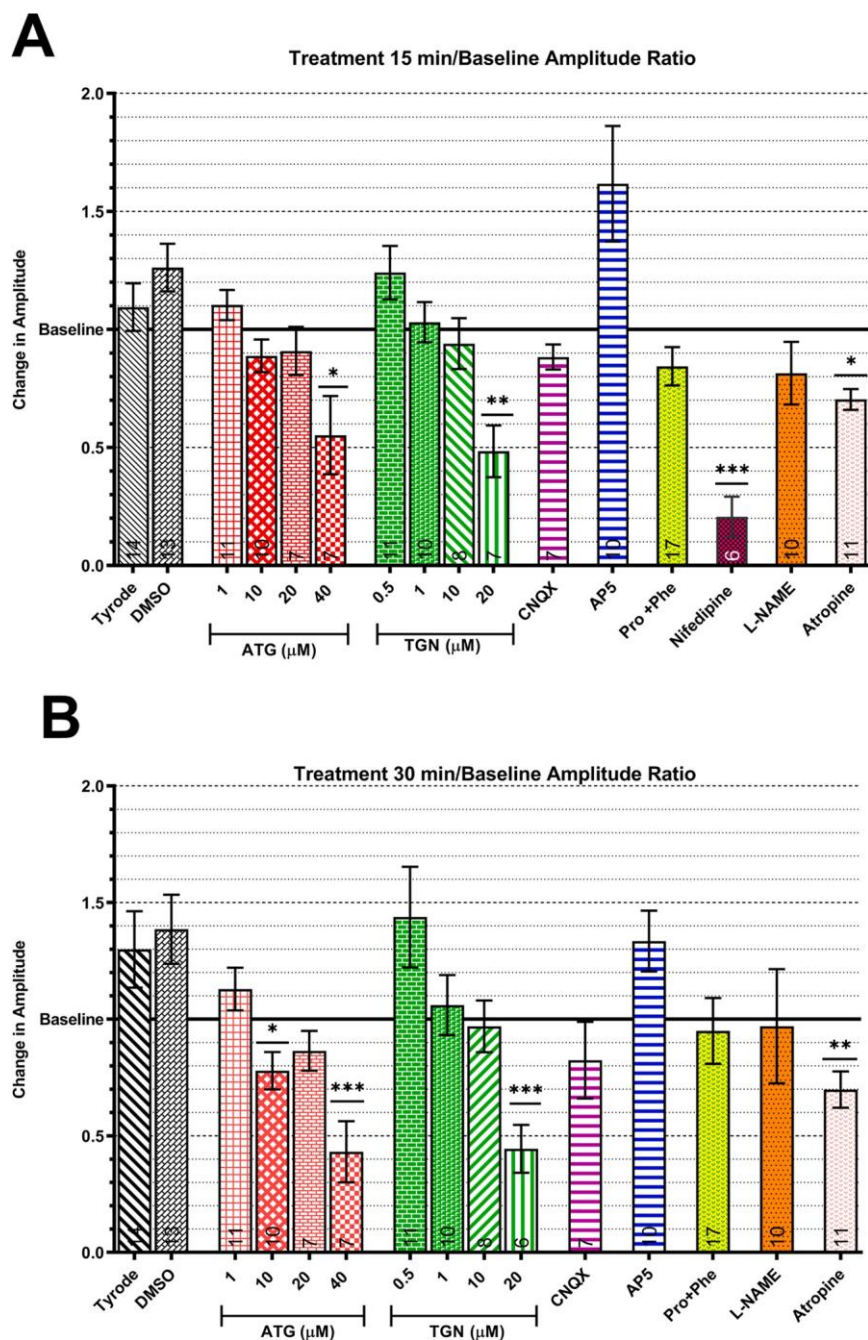 A
Treatment 15 min/Baseline Amplitude Ratio
Change in Amplitude
2.0
1.5
Baseline
0.5
0.0
* ** *** *
14 13 11 10 7 7 11 10 8 7 7 10 17 6 10 11
Tyrode DMSO 1 10 20 40 0.5 1 10 20 CNQX AP5 Pro +Phe Nifedipine L-NAME Atropine
ATG (μM) TGN (μM)
B
Treatment 30 min/Baseline Amplitude Ratio
Change in Amplitude
2.0
1.5
Baseline
0.5
0.0
* *** *** **
13 11 10 7 7 11 10 8 6 7 10 17 10 11
Tyrode DMSO 1 10 20 40 0.5 1 10 20 CNQX AP5 Pro+Phe L-NAME Atropine
ATG (μM) TGN (μM)